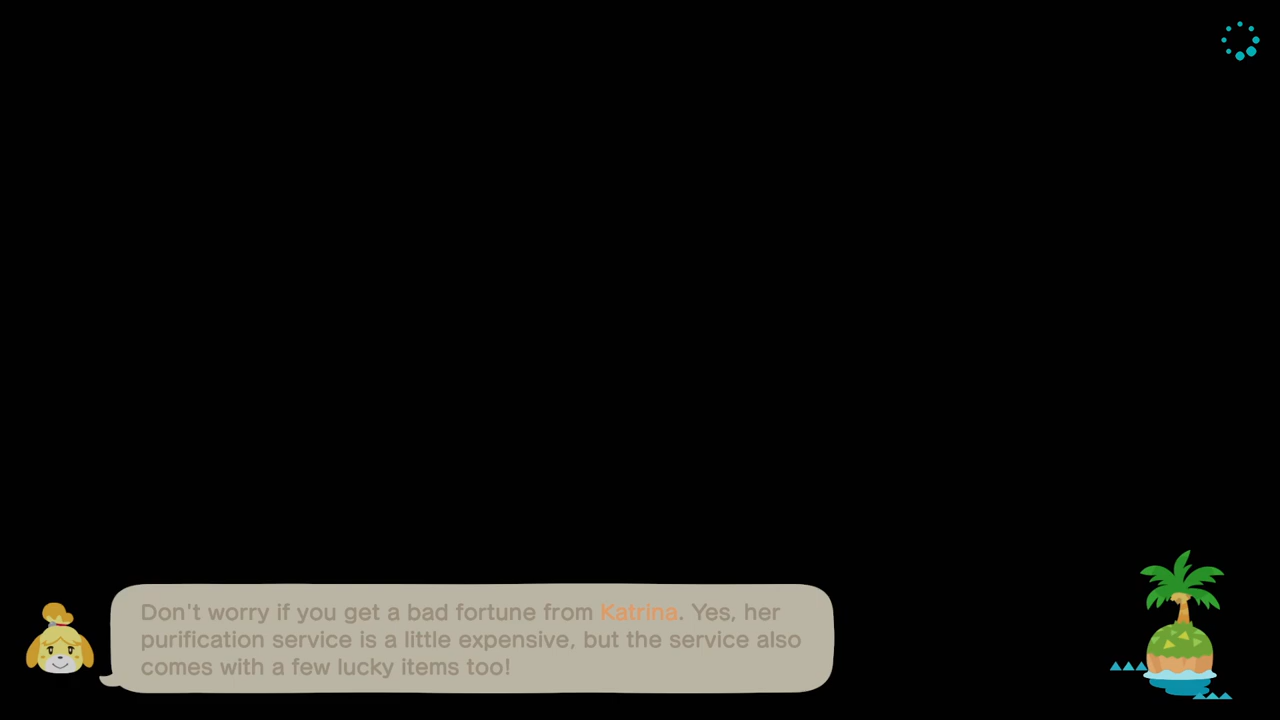 Don't worry if you get a bad fortune from Katrina. Yes, her
purification service is a little expensive, but the service also
comes with a few lucky items too!